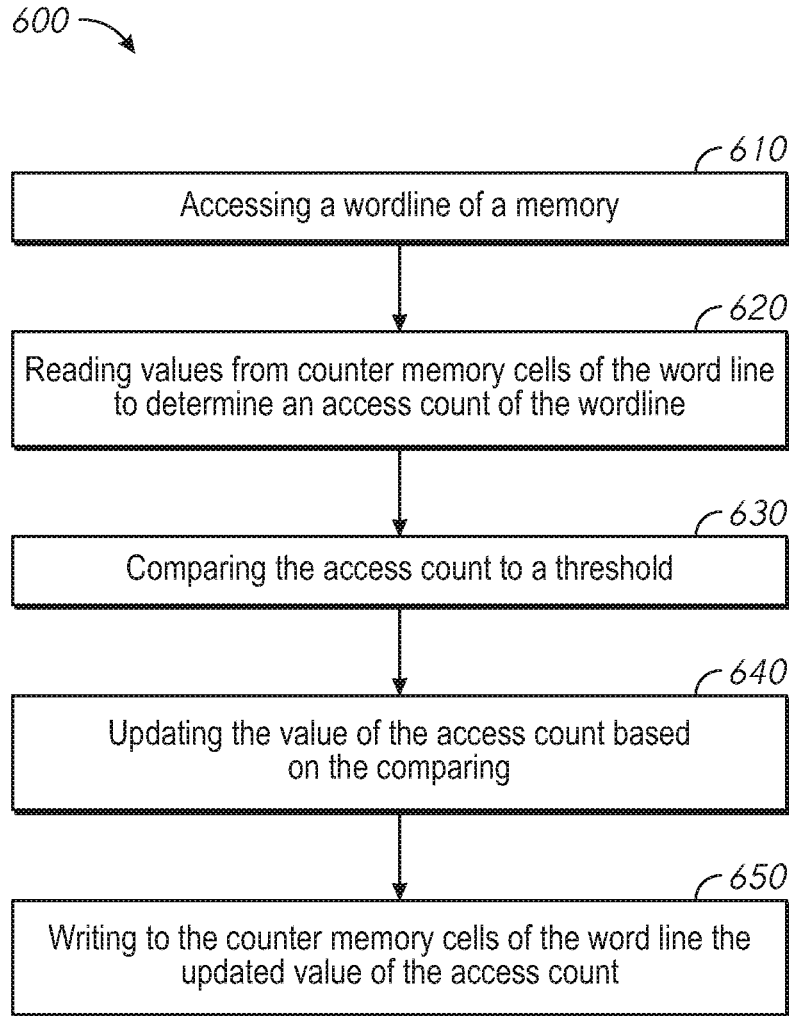 600
610
Accessing a wordline of a memory
620
Reading values from counter memory cells of the word line
to determine an access count of the wordline
630
Comparing the access count to a threshold
640
Updating the value of the access count based
on the comparing
650
Writing to the counter memory cells of the word line the
updated value of the access count